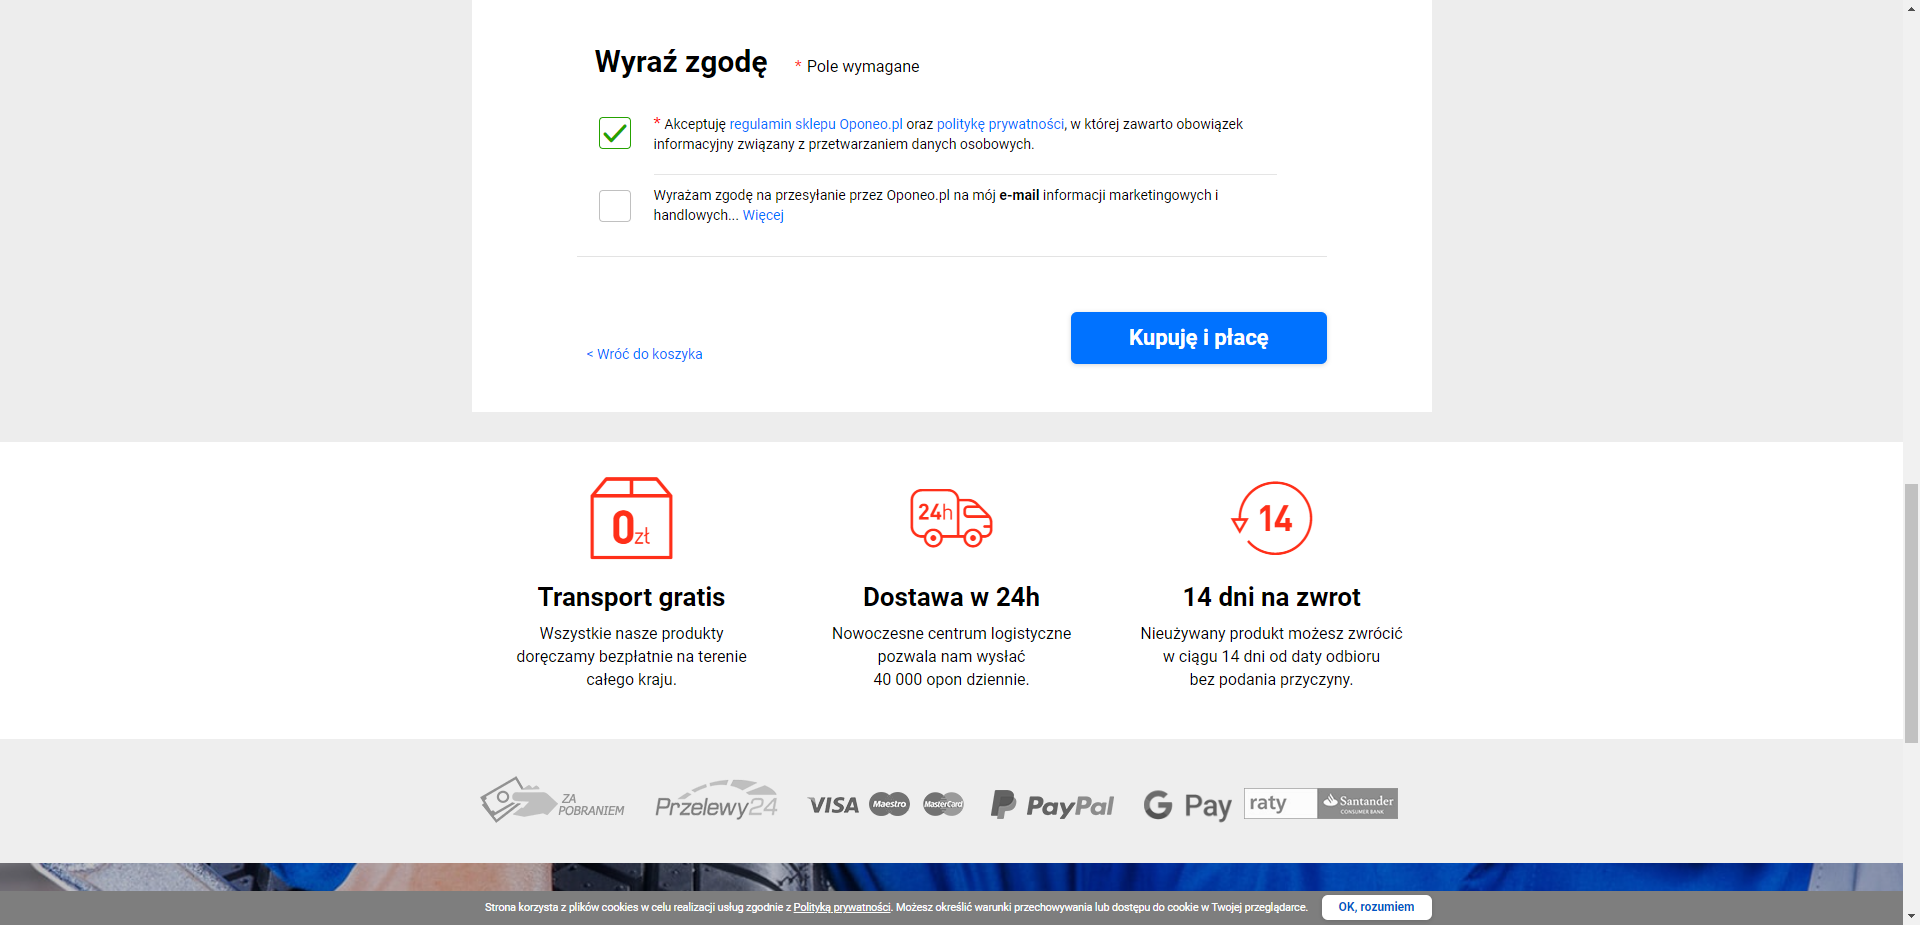 Wyraź zgodę * Pole wymagane
* Akceptuję regulamin sklepu Oponeo.pl oraz politykę prywatności, w której zawarto obowiązek
informacyjny związany z przetwarzaniem danych osobowych.
Wyrażam zgodę na przesyłanie przez Oponeo.pl na mój e-mail informacji marketingowych i
handlowych... Więcej
Kupuję i płacę
< Wróć do koszyka
0zł
24h
14
Transport gratis
Wszystkie nasze produkty
doręczamy bezpłatnie na terenie
całego kraju.
Dostawa w 24h
Nowoczesne centrum logistyczne
pozwala nam wysłać
40 000 opon dziennie.
14 dni na zwrot
Nieużywany produkt możesz zwrócić
w ciągu 14 dni od daty odbioru
bez podania przyczyny.
ZA
POBRANIEM
Przelewy24
VISA
Maestro
MasterCard
PayPal
G Pay
raty
Santander
CONSUMER BANK
Strona korzysta z plików cookies w celu realizacji usług zgodnie z Polityką prywatności. Możesz określić warunki przechowywania lub dostępu do cookie w Twojej przeglądarce.
OK, rozumiem